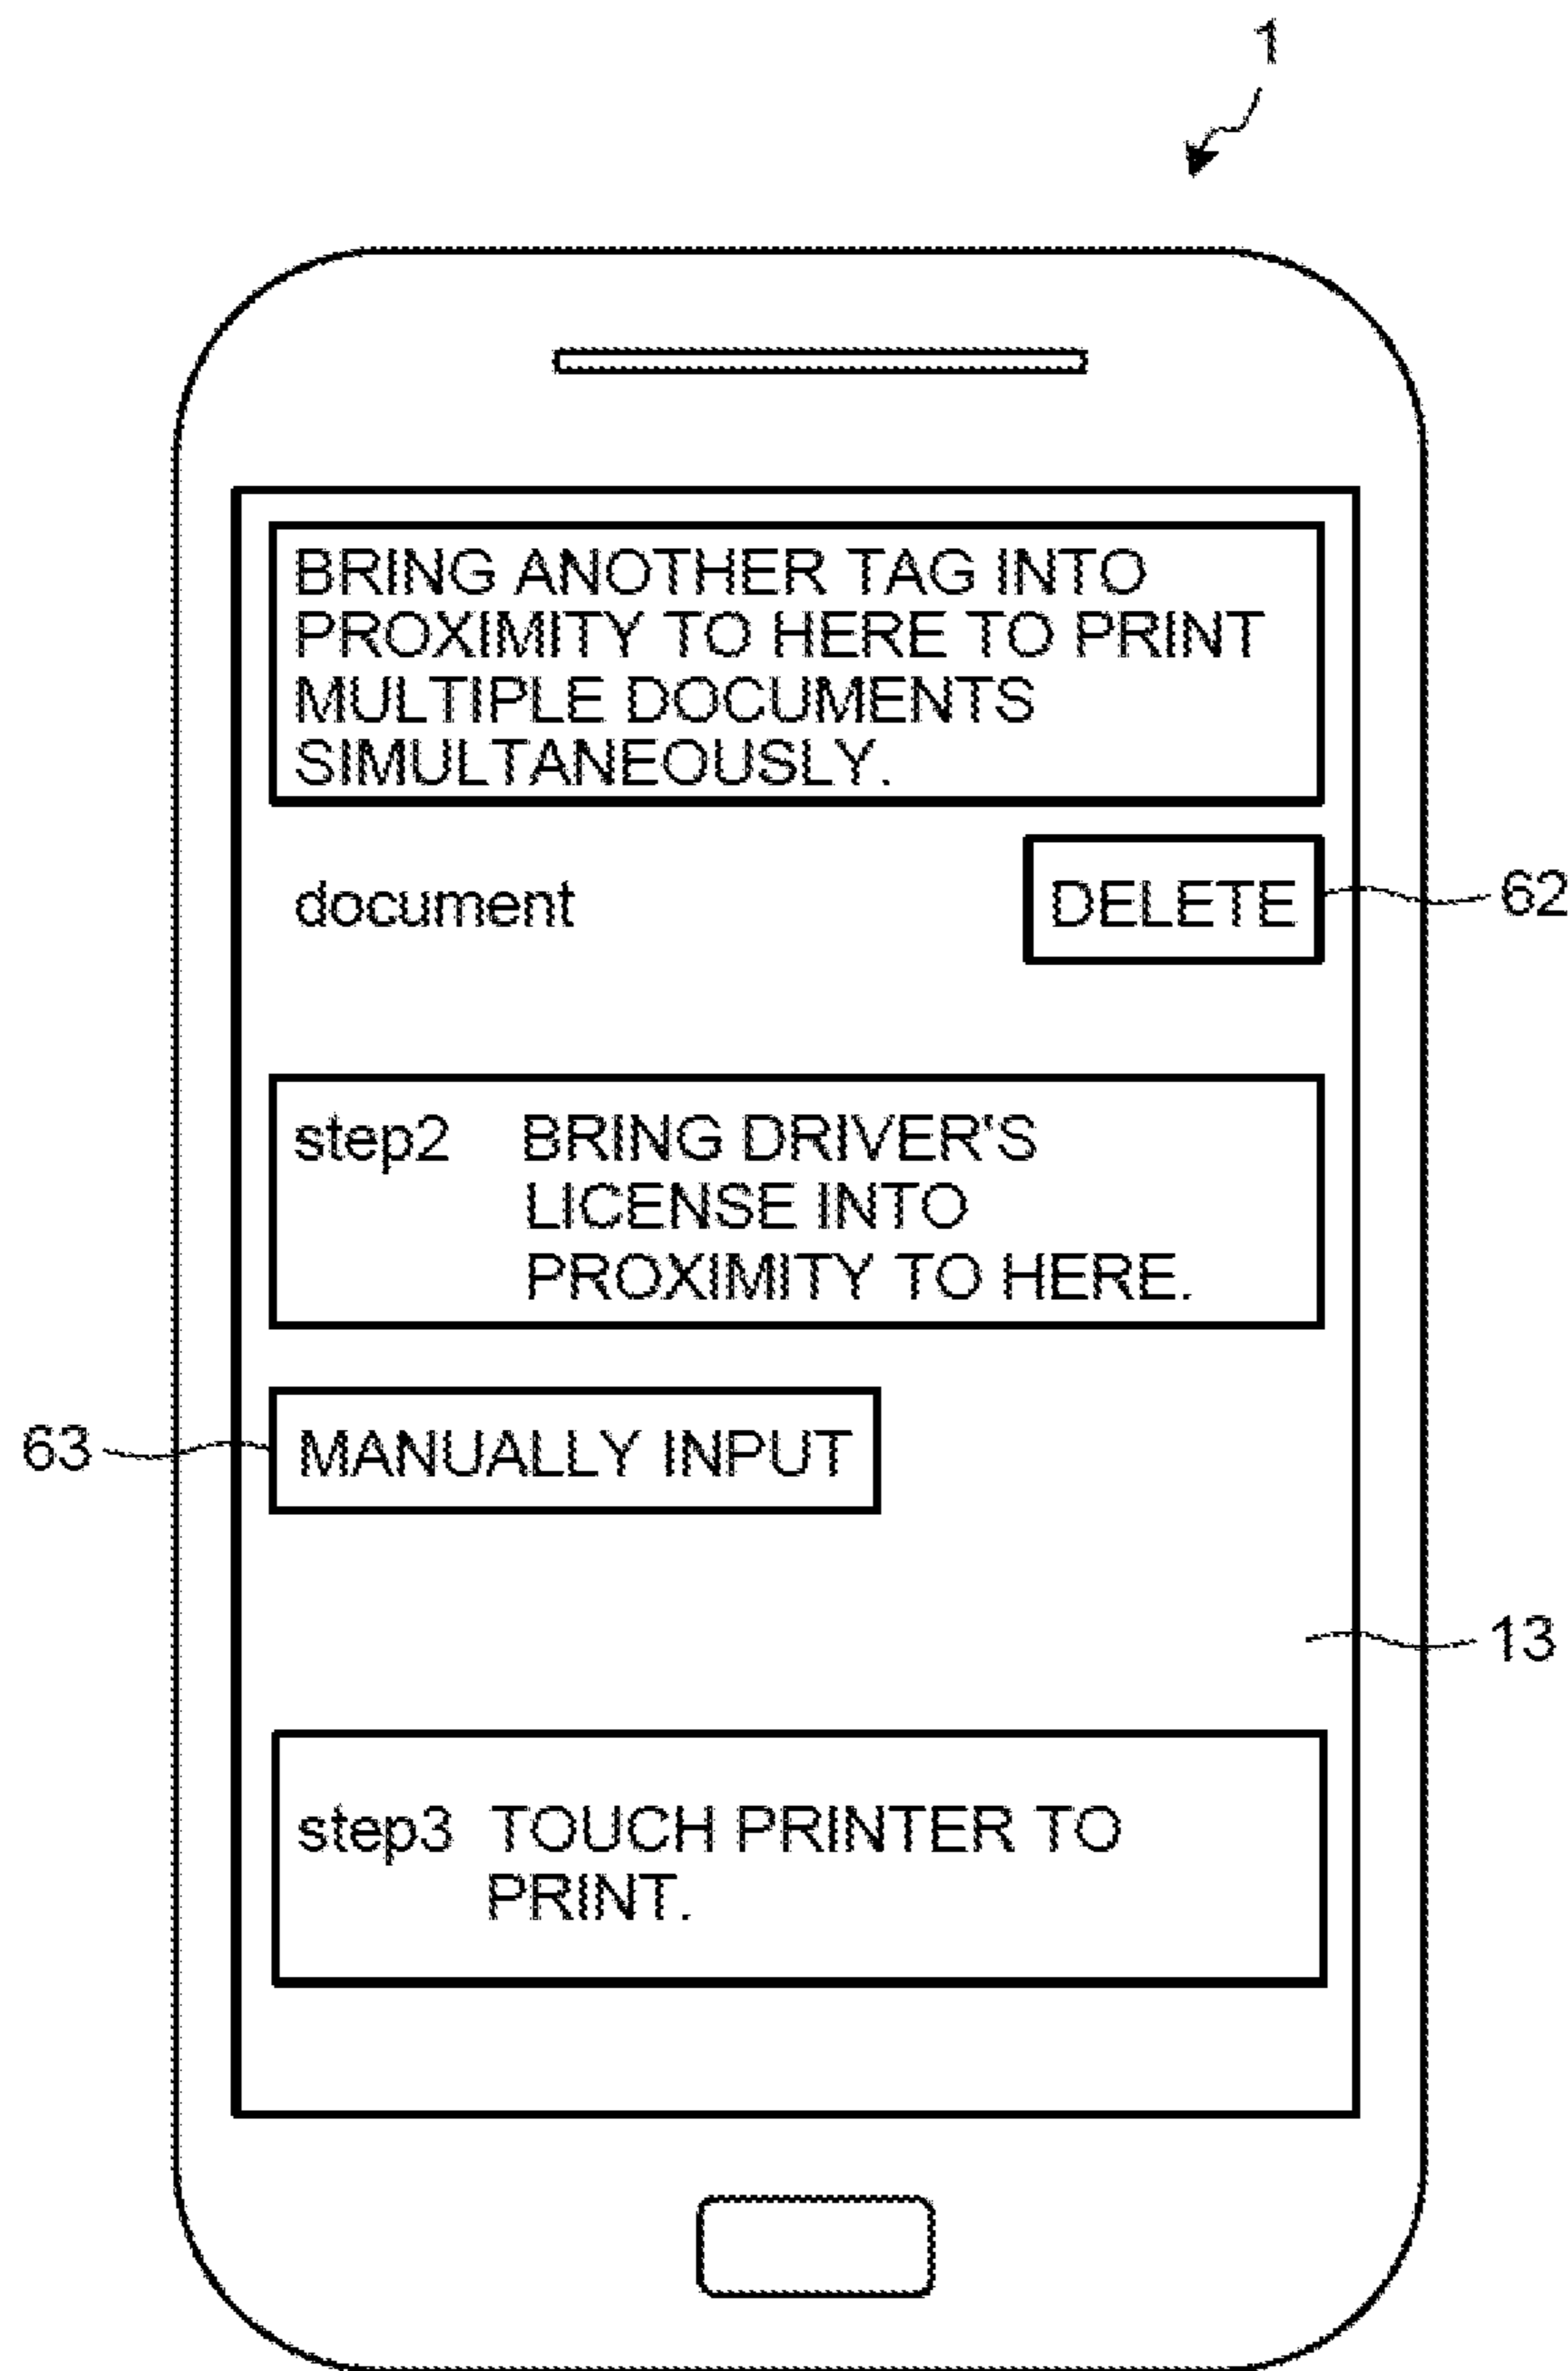 1
BRING ANOTHER TAG INTO
PROXIMITY TO HERE TO PRINT
MULTIPLE DOCUMENTS
SIMULTANEOUSLY.
document DELETE 62
step2 BRING DRIVER'S
LICENSE INTO
PROXIMITY TO HERE.
63 MANUALLY INPUT
13
step3 TOUCH PRINTER TO
PRINT.